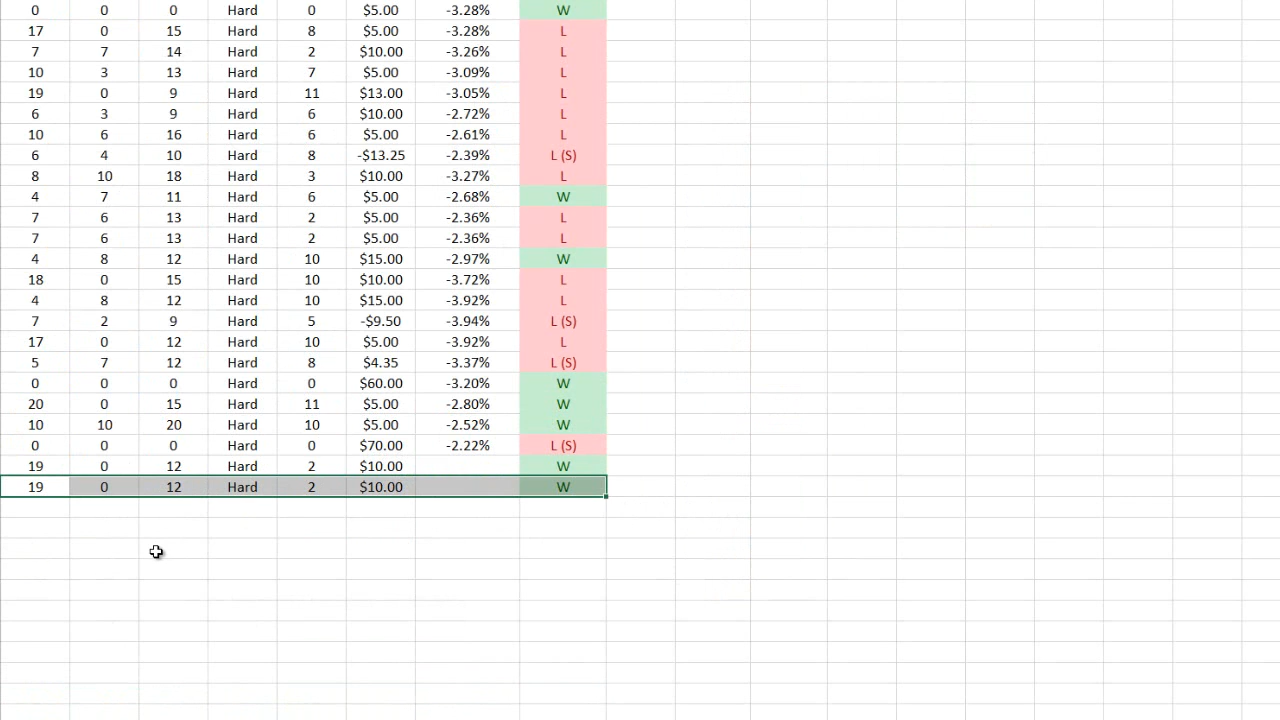 0 0 0 Hard 0 $5.00 -3.28% W
17 0 15 Hard 8 $5.00 -3.28% L
7 7 14 Hard 2 $10.00 -3.26% L
10 3 13 Hard 7 $5.00 -3.09% L
19 0 9 Hard 11 $13.00 -3.05% L
6 3 9 Hard 6 $10.00 -2.72% L
10 6 16 Hard 6 $5.00 -2.61% L
6 4 10 Hard 8 -$13.25 -2.39% L (S)
8 10 18 Hard 3 $10.00 -3.27% L
4 7 11 Hard 6 $5.00 -2.68% W
7 6 13 Hard 2 $5.00 -2.36% L
7 6 13 Hard 2 $5.00 -2.36% L
4 8 12 Hard 10 $15.00 -2.97% W
18 0 15 Hard 10 $10.00 -3.72% L
4 8 12 Hard 10 $15.00 -3.92% L
7 2 9 Hard 5 -$9.50 -3.94% L (S)
17 0 12 Hard 10 $5.00 -3.92% L
5 7 12 Hard 8 $4.35 -3.37% L (S)
0 0 0 Hard 0 $60.00 -3.20% W
20 0 15 Hard 11 $5.00 -2.80% W
10 10 20 Hard 10 $5.00 -2.52% W
0 0 0 Hard 0 $70.00 -2.22% L (S)
19 0 12 Hard 2 $10.00 W
19 0 12 Hard 2 $10.00 W